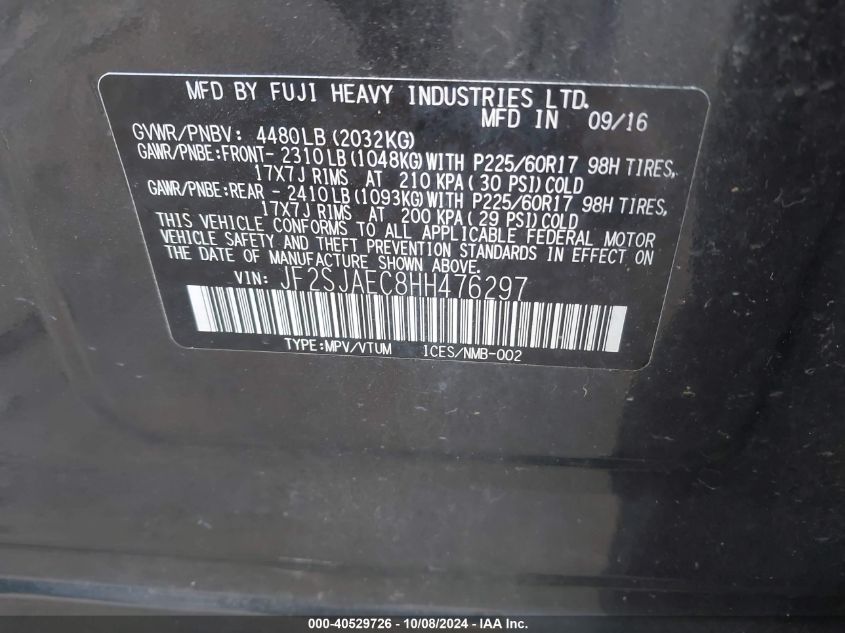 MFD BY FUJI HEAVY INDUSTRIES LTD.
MFD IN 09/16
GVWR/PNBV: 4480LB(2032KG)
GAWR/PNBE:FRONT- 2310LB(1048KG)WITH P225/60R17 98H TIRES,
17X7J RIMS AT 210 KPA( 30 PSI)COLD
GAWR/PNBE:REAR - 2410LB(1093KG)WITH P225/60R17 98H TIRES,
17X7J RIMS AT 200 KPA( 29 PSI)COLD
THIS VEHICLE CONFORMS TO ALL APPLICABLE FEDERAL MOTOR
VEHICLE SAFETY AND THEFT PREVENTION STANDARDS IN EFFECT ON
THE DATE OF MANUFACTURE SHOWN ABOVE.
VIN: JF2SJAEC8HH476297
TYPE:MPV/VTUM ICES/NMB-002
000-40529726 - 10/08/2024 - IAA Inc.